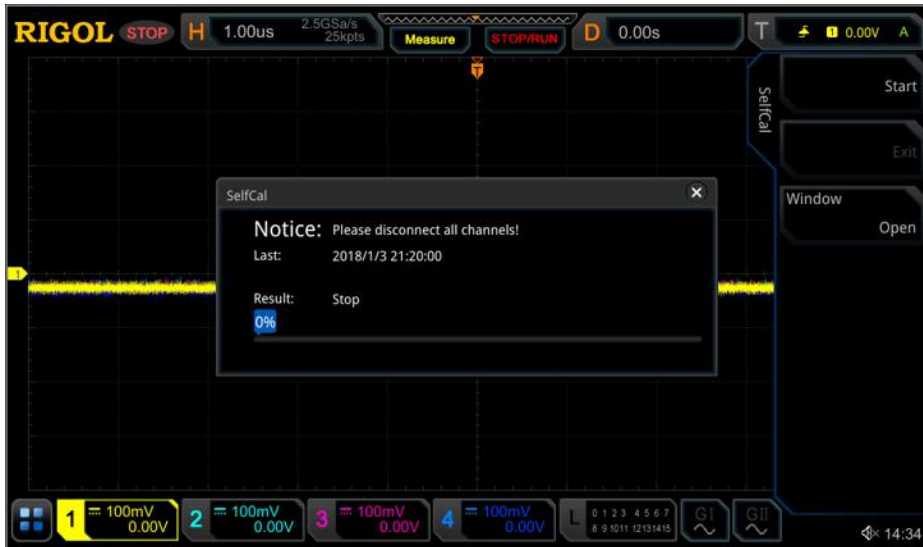 RIGOL STOP H 1.00us 2.5GSa/s 25kpts Measure STOP/RUN D 0.00s T 1 0.00V A
T
SelfCal
Start
Exit
Window
Open
SelfCal
Notice: Please disconnect all channels!
Last: 2018/1/3 21:20:00
Result: Stop
0%
1
1 100mV 0.00V
2 100mV 0.00V
3 100mV 0.00V
4 100mV 0.00V
L 0 1 2 3 4 5 6 7
8 9 10 11 12 13 14 15
GI
GII
14:34